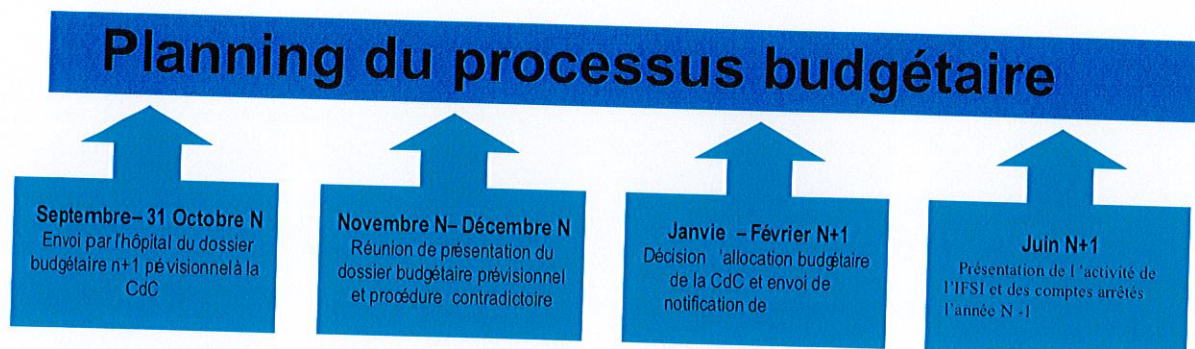 Planning du processus budgétaire
Septembre– 31 Octobre N
Envoi par l'hôpital du dossier
budgétaire n+1 pévisionnel à la
CdC
Novembre N– Décembre N
Réunion de présentation du
dossier budgétaire prévisionnel
et procédure contradictoire
Janvie – Février N+1
Décision 'allocation budgétaire
de la CdC et envoi de
notification de
Juin N+1
Présentation de l 'activité de
l'IFSI et des comptes arrêtés
l'année N -1